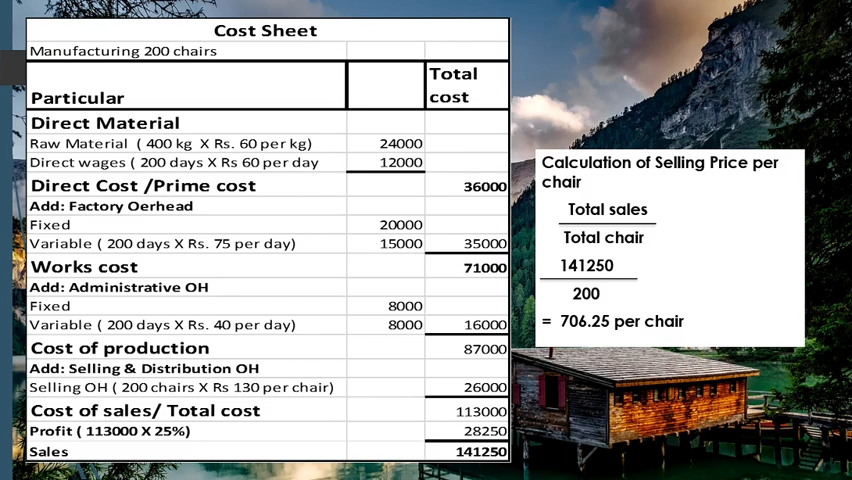 Cost Sheet
Manufacturing 200 chairs
Particular Total cost
Direct Material
Raw Material ( 400 kg X Rs. 60 per kg) 24000
Direct wages ( 200 days X Rs 60 per day 12000
Direct Cost /Prime cost 36000
Add: Factory Oerhead
Fixed 20000
Variable ( 200 days X Rs. 75 per day) 15000 35000
Works cost 71000
Add: Administrative OH
Fixed 8000
Variable ( 200 days X Rs. 40 per day) 8000 16000
Cost of production 87000
Add: Selling & Distribution OH
Selling OH ( 200 chairs X Rs 130 per chair) 26000
Cost of sales/ Total cost 113000
Profit ( 113000 X 25%) 28250
Sales 141250
Calculation of Selling Price per
chair
Total sales
Total chair
141250
200
= 706.25 per chair